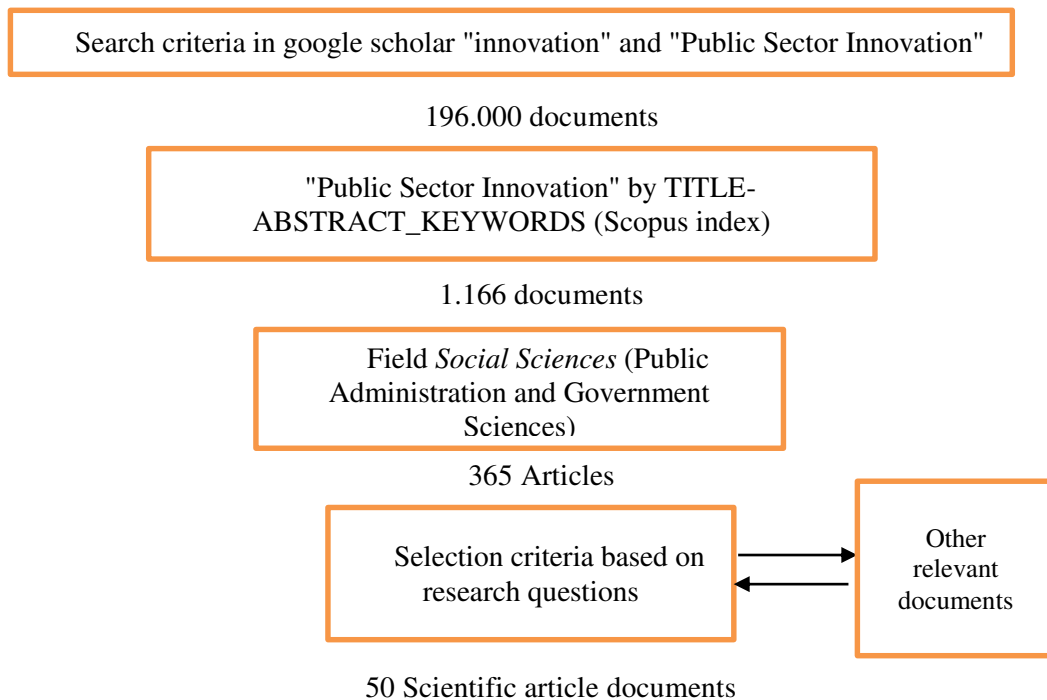 Search criteria in google scholar "innovation" and "Public Sector Innovation"
196.000 documents
"Public Sector Innovation" by TITLE-
ABSTRACT_KEYWORDS (Scopus index)
1.166 documents
Field Social Sciences (Public
Administration and Government
Sciences)
365 Articles
Selection criteria based on
research questions
Other
relevant
documents
50 Scientific article documents